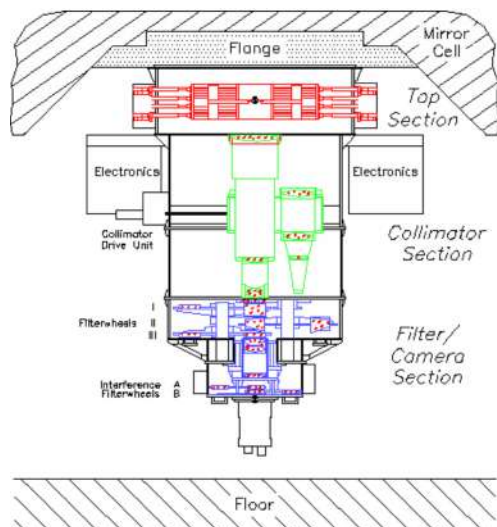 Flange
Mirror
Cell
Top
Section
Electronics
Electronics
Collimator
Drive Unit
Collimator
Section
I
Filterwheels II
III
Filter/
Camera
Section
Interference A
Filterwheels B
Floor